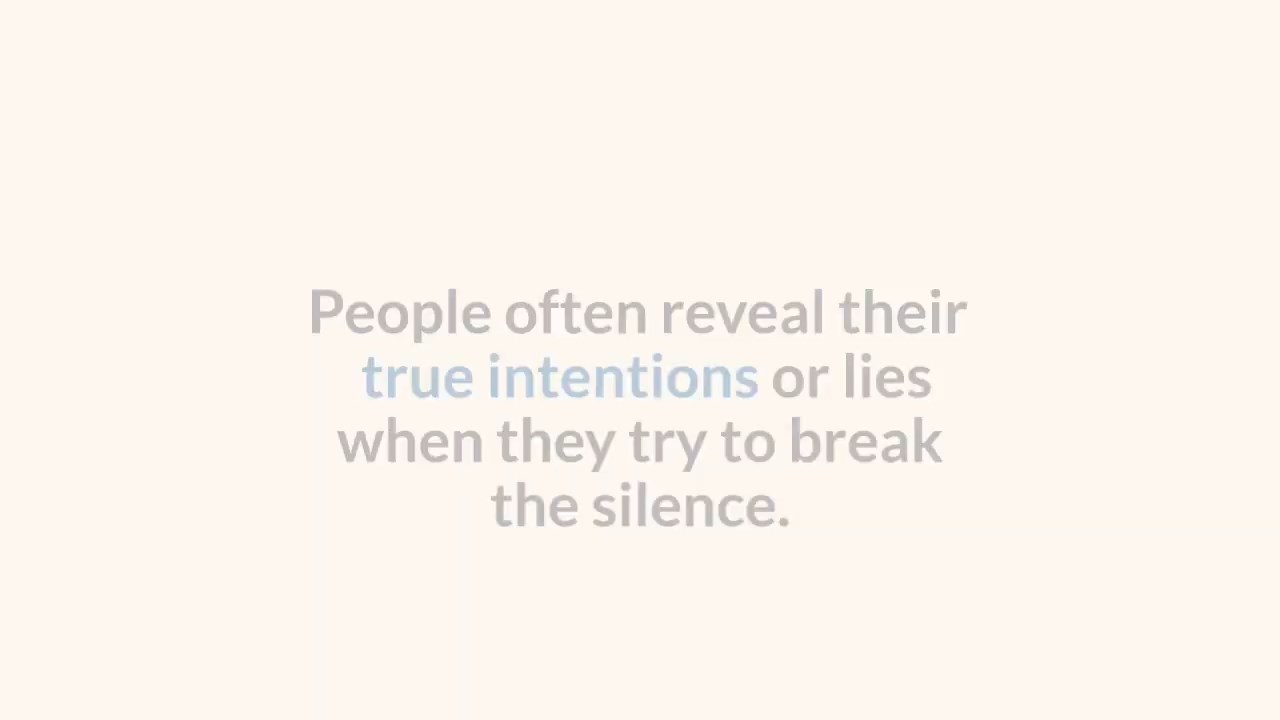 People often reveal their
true intentions or lies
when they try to break
the silence.